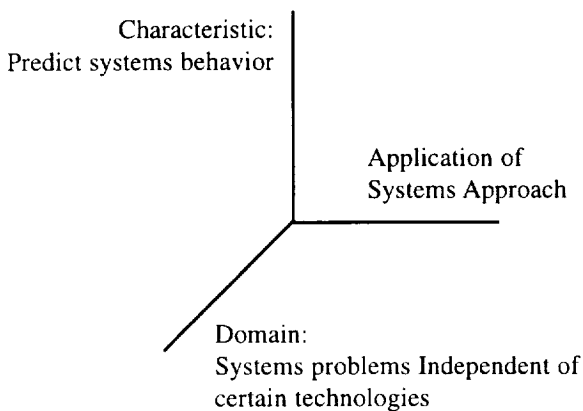 Characteristic:
Predict systems behavior
Application of
Systems Approach
Domain:
Systems problems Independent of
certain technologies